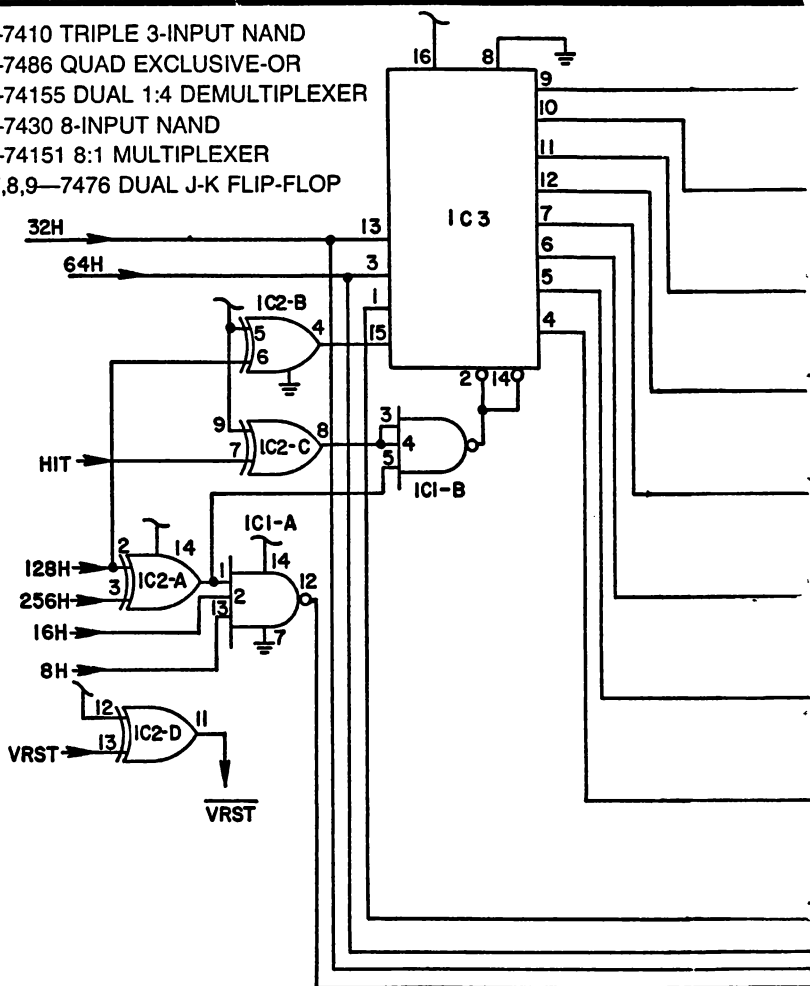 -7410 TRIPLE 3-INPUT NAND
-7486 QUAD EXCLUSIVE-OR
-74155 DUAL 1:4 DEMULTIPLEXER
-7430 8-INPUT NAND
-74151 8:1 MULTIPLEXER
,8,9—7476 DUAL J-K FLIP-FLOP
16 8
9
10
11
12
7
6
5
4
IC3
32H 13
64H 3
1
15
2 14
IC2-B
5 4
6
9 8
7 IC2-C
HIT
3
4
5
IC1-B
IC1-A
14
128H 2 14
256H 3 IC2-A
1 12
2
13
7
16H
8H
12 11
IC2-D
VRST 13
VRST